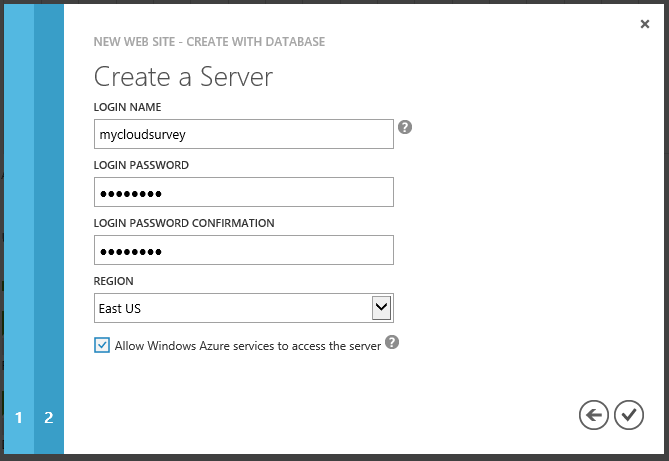 NEW WEB SITE - CREATE WITH DATABASE
Create a Server
LOGIN NAME
mycloudsurvey
?
LOGIN PASSWORD
●●●●●●●●
LOGIN PASSWORD CONFIRMATION
●●●●●●●●
REGION
East US
Allow Windows Azure services to access the server
?
1 2